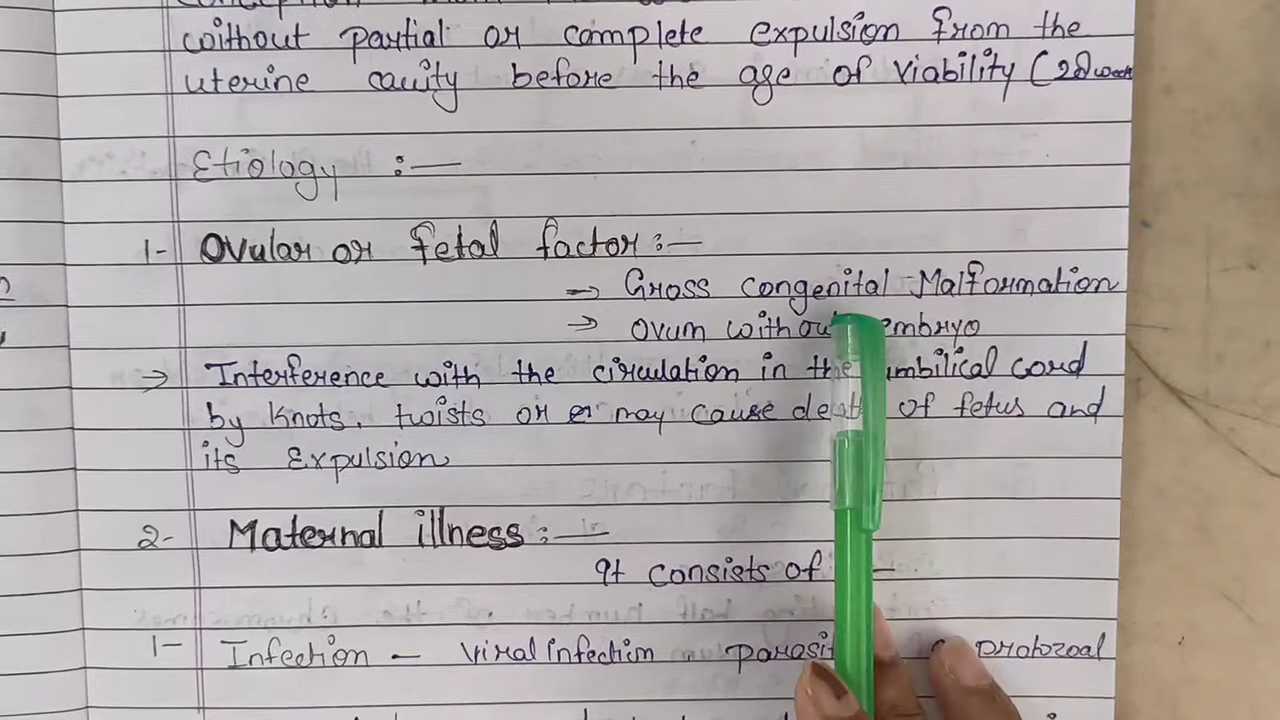 without partial or complete expulsion from the
uterine cavity before the age of viability (28 week
Etiology :—
1- Ovular or fetal factor :—
→ Gross congenital Malformation
→ Ovum without embryo
→ Interference with the circulation in the umbilical cord
by Knots, twists or may cause death of fetus and
its Expulsion
2- Maternal illness :—
It consists of —
1- Infection — Viral infection protozoal